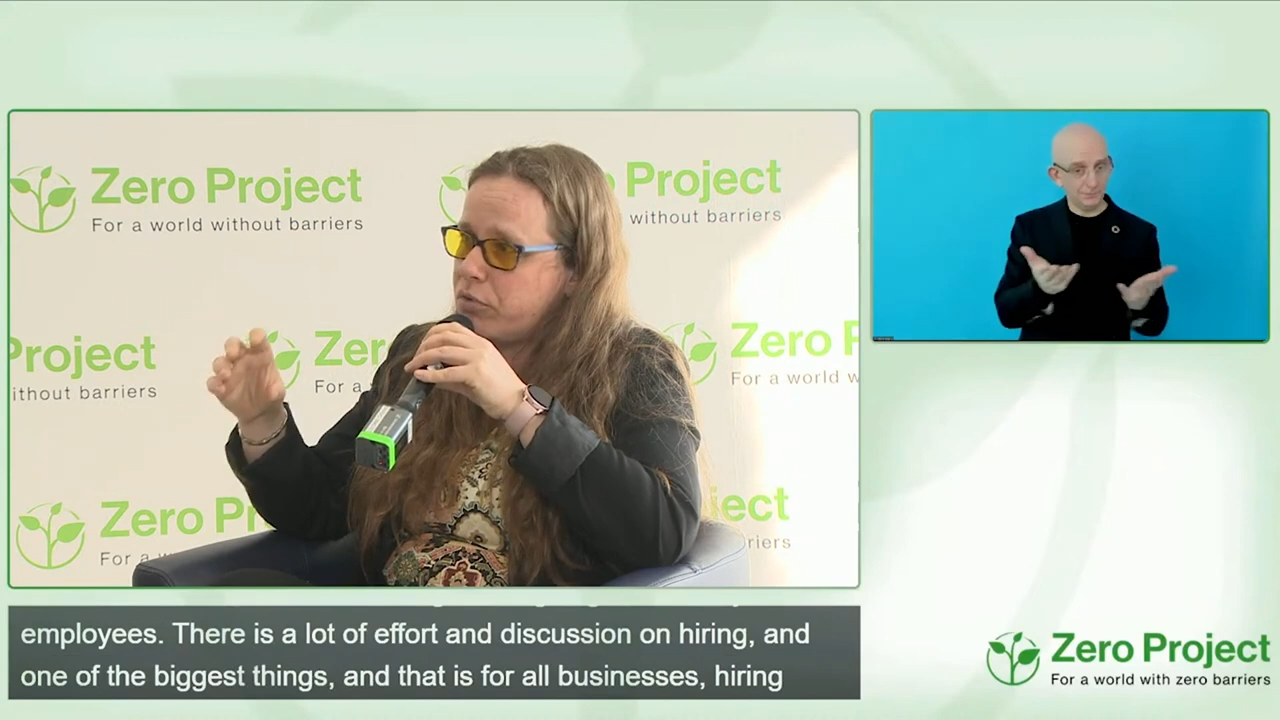 Zero Project
For a world without barriers
Project
without barriers
Project
ithout barriers
Zer
For a
Zero P
For a world w
Zero Pr
For a w
ject
riers
employees. There is a lot of effort and discussion on hiring, and
one of the biggest things, and that is for all businesses, hiring
Zero Project
For a world with zero barriers